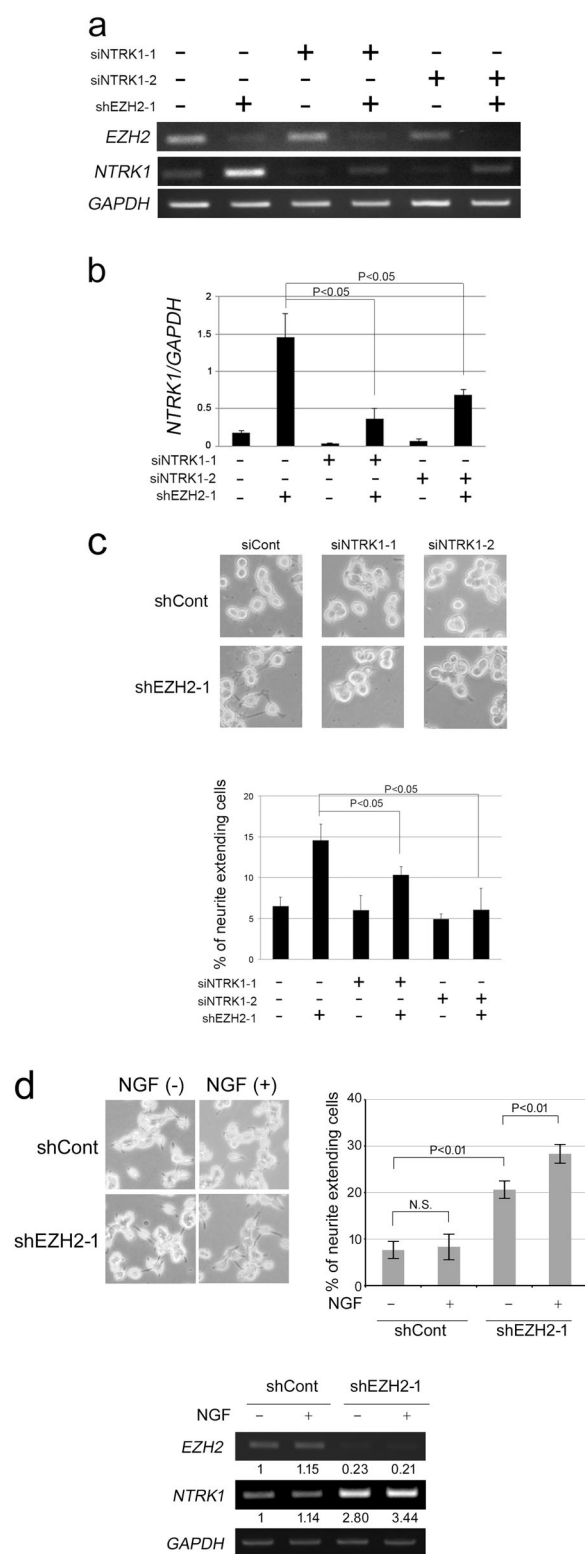 a
siNTRK1-1 – – + + – –
siNTRK1-2 – – – – + +
shEZH2-1 – + – + – +
EZH2
NTRK1
GAPDH
b
P<0.05
P<0.05
NTRK1/GAPDH
2
1.5
1
0.5
0
siNTRK1-1 – – + + – –
siNTRK1-2 – – – – + +
shEZH2-1 – + – + – +
c
siCont siNTRK1-1 siNTRK1-2
shCont
shEZH2-1
% of neurite extending cells
20
15
10
5
0
P<0.05
P<0.05
siNTRK1-1 – – + + – –
siNTRK1-2 – – – – + +
shEZH2-1 – + – + – +
d
NGF (-) NGF (+)
shCont
shEZH2-1
% of neurite extending cells
40
30
20
10
0
P<0.01
P<0.01
N.S.
NGF – + – +
shCont shEZH2-1
shCont shEZH2-1
NGF – + – +
EZH2
1 1.15 0.23 0.21
NTRK1
1 1.14 2.80 3.44
GAPDH